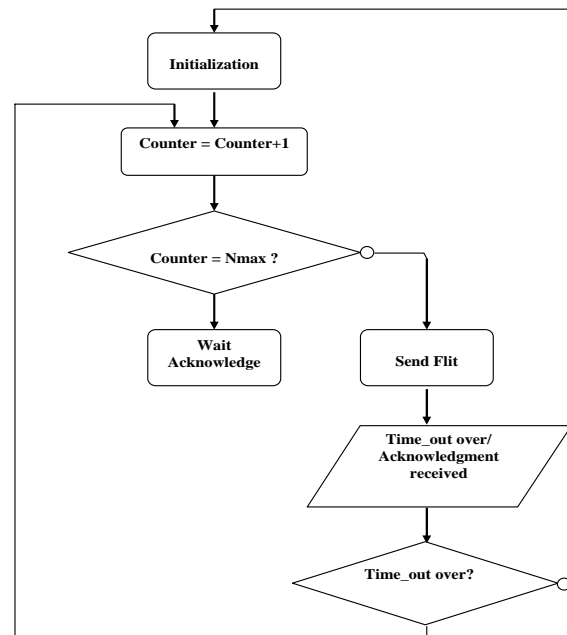 Initialization
Counter = Counter+1
Counter = Nmax ?
Wait
Acknowledge
Send Flit
Time_out over/
Acknowledgment
received
Time_out over?